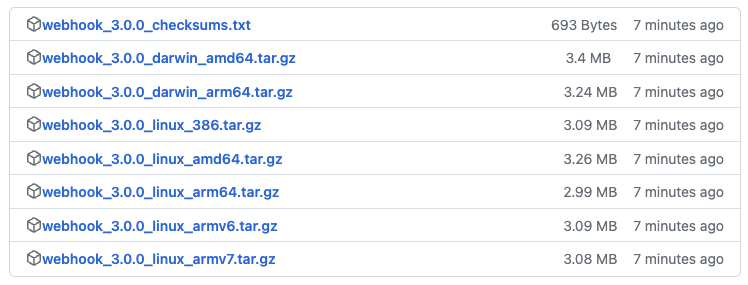 webhook_3.0.0_checksums.txt 693 Bytes 7 minutes ago
webhook_3.0.0_darwin_amd64.tar.gz 3.4 MB 7 minutes ago
webhook_3.0.0_darwin_arm64.tar.gz 3.24 MB 7 minutes ago
webhook_3.0.0_linux_386.tar.gz 3.09 MB 7 minutes ago
webhook_3.0.0_linux_amd64.tar.gz 3.26 MB 7 minutes ago
webhook_3.0.0_linux_arm64.tar.gz 2.99 MB 7 minutes ago
webhook_3.0.0_linux_armv6.tar.gz 3.09 MB 7 minutes ago
webhook_3.0.0_linux_armv7.tar.gz 3.08 MB 7 minutes ago